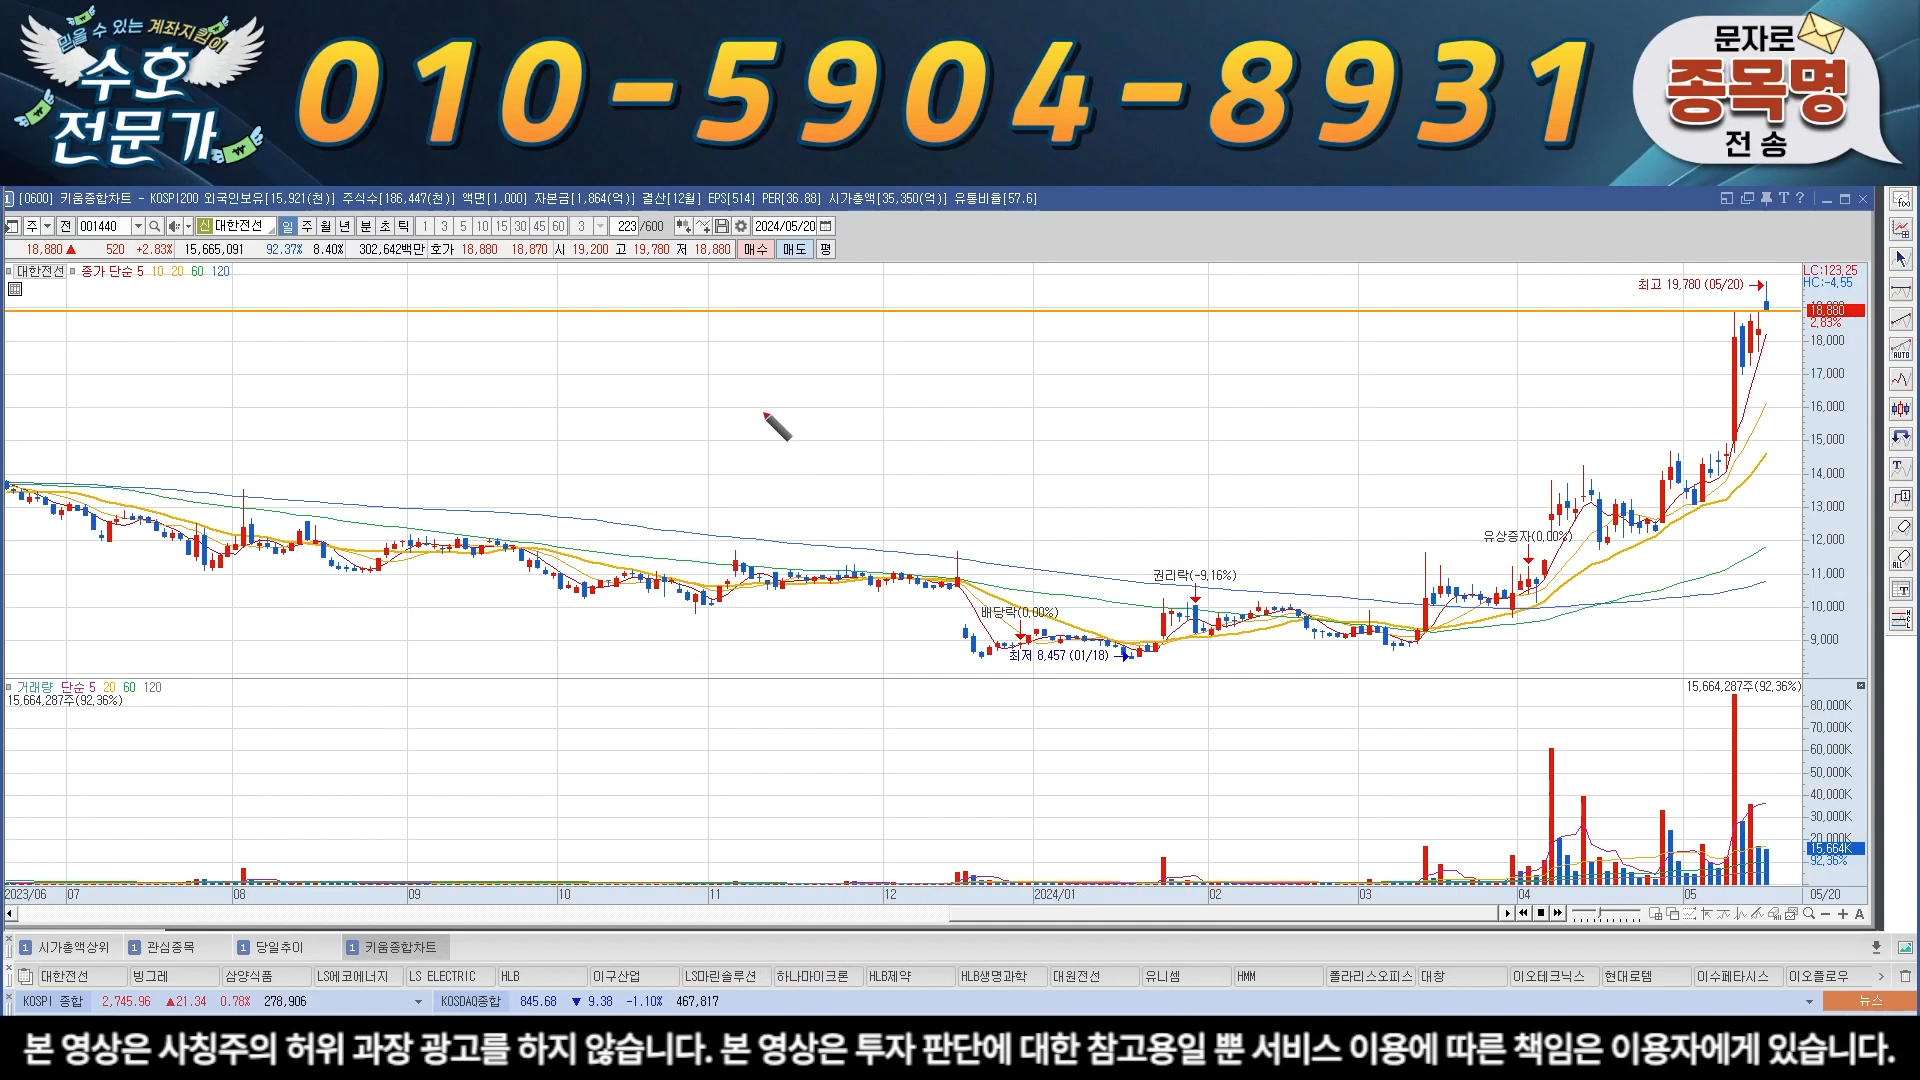 믿을 수 있는 계좌지킴이
수호
전문가
010-5904-8931
문자로
종목명
전송
[0600] 키움종합차트 - KOSPI200 외국인보유[15,921(천)] 주식수[186,447(천)] 액면[1,000] 자본금[1,864(억)] 결산[12월] EPS[514] PER[36.88] 시가총액[35,350(억)] 유통비율[57.6]
주 전 001440 신 대한전선 일 주 월 년 분 초 틱 1 3 5 10 15 30 45 60 3 223 /600 2024/05/20
18,880 ▲ 520 +2.83% 15,665,091 92.37% 8.40% 302,642백만 호가 18,880 18,870 시 19,200 고 19,780 저 18,880 매수 매도 평
대한전선 종가 단순 5 10 20 60 120
LC:123.25
HC:-4.55
최고 19,780 (05/20)
18,880
2.83%
18,000
17,000
16,000
15,000
14,000
13,000
12,000
11,000
10,000
9,000
유상증자(0.00%)
권리락(-9.16%)
배당락(0.00%)
최저 8,457 (01/18)
거래량 단순 5 20 60 120
15,664,287주(92.36%)
15,664,287주(92.36%)
80,000K
70,000K
60,000K
50,000K
40,000K
30,000K
20,000K
15,664K
92.36%
2023/06 07 08 09 10 11 12 2024/01 02 03 04 05 05/20
1 시가총액상위 1 관심종목 1 당일추이 1 키움종합차트
대한전선 빙그레 삼양식품 LS에코에너지 LS ELECTRIC HLB 이구산업 LS마린솔루션 하나마이크론 HLB제약 HLB생명과학 대원전선 유니셈 HMM 폴라리스오피스 대창 이오테크닉스 현대로템 이수페타시스 이오플로우
KOSPI 종합 2,745.96 ▲21.34 0.78% 278,906 KOSDAQ종합 845.68 ▼ 9.38 -1.10% 467,817 뉴스
본 영상은 사칭주의 허위 과장 광고를 하지 않습니다. 본 영상은 투자 판단에 대한 참고용일 뿐 서비스 이용에 따른 책임은 이용자에게 있습니다.